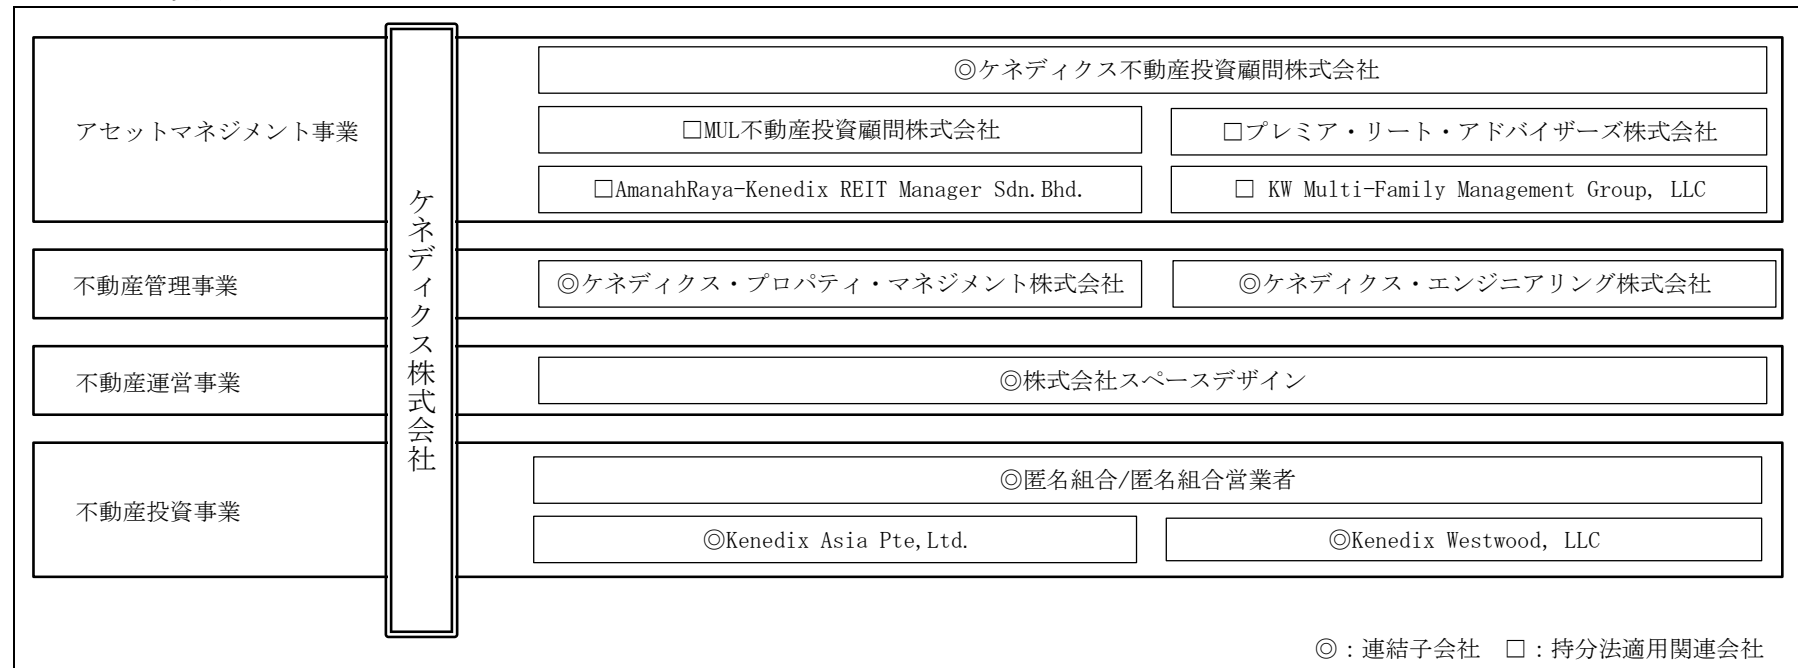 アセットマネジメント事業
ケネディクス株式会社
◎ケネディクス不動産投資顧問株式会社
□MUL不動産投資顧問株式会社
□プレミア・リート・アドバイザーズ株式会社
□AmanahRaya-Kenedix REIT Manager Sdn.Bhd.
□ KW Multi-Family Management Group, LLC
不動産管理事業
◎ケネディクス・プロパティ・マネジメント株式会社
◎ケネディクス・エンジニアリング株式会社
不動産運営事業
◎株式会社スペースデザイン
不動産投資事業
◎匿名組合/匿名組合営業者
◎Kenedix Asia Pte,Ltd.
◎Kenedix Westwood, LLC
◎：連結子会社　□：持分法適用関連会社